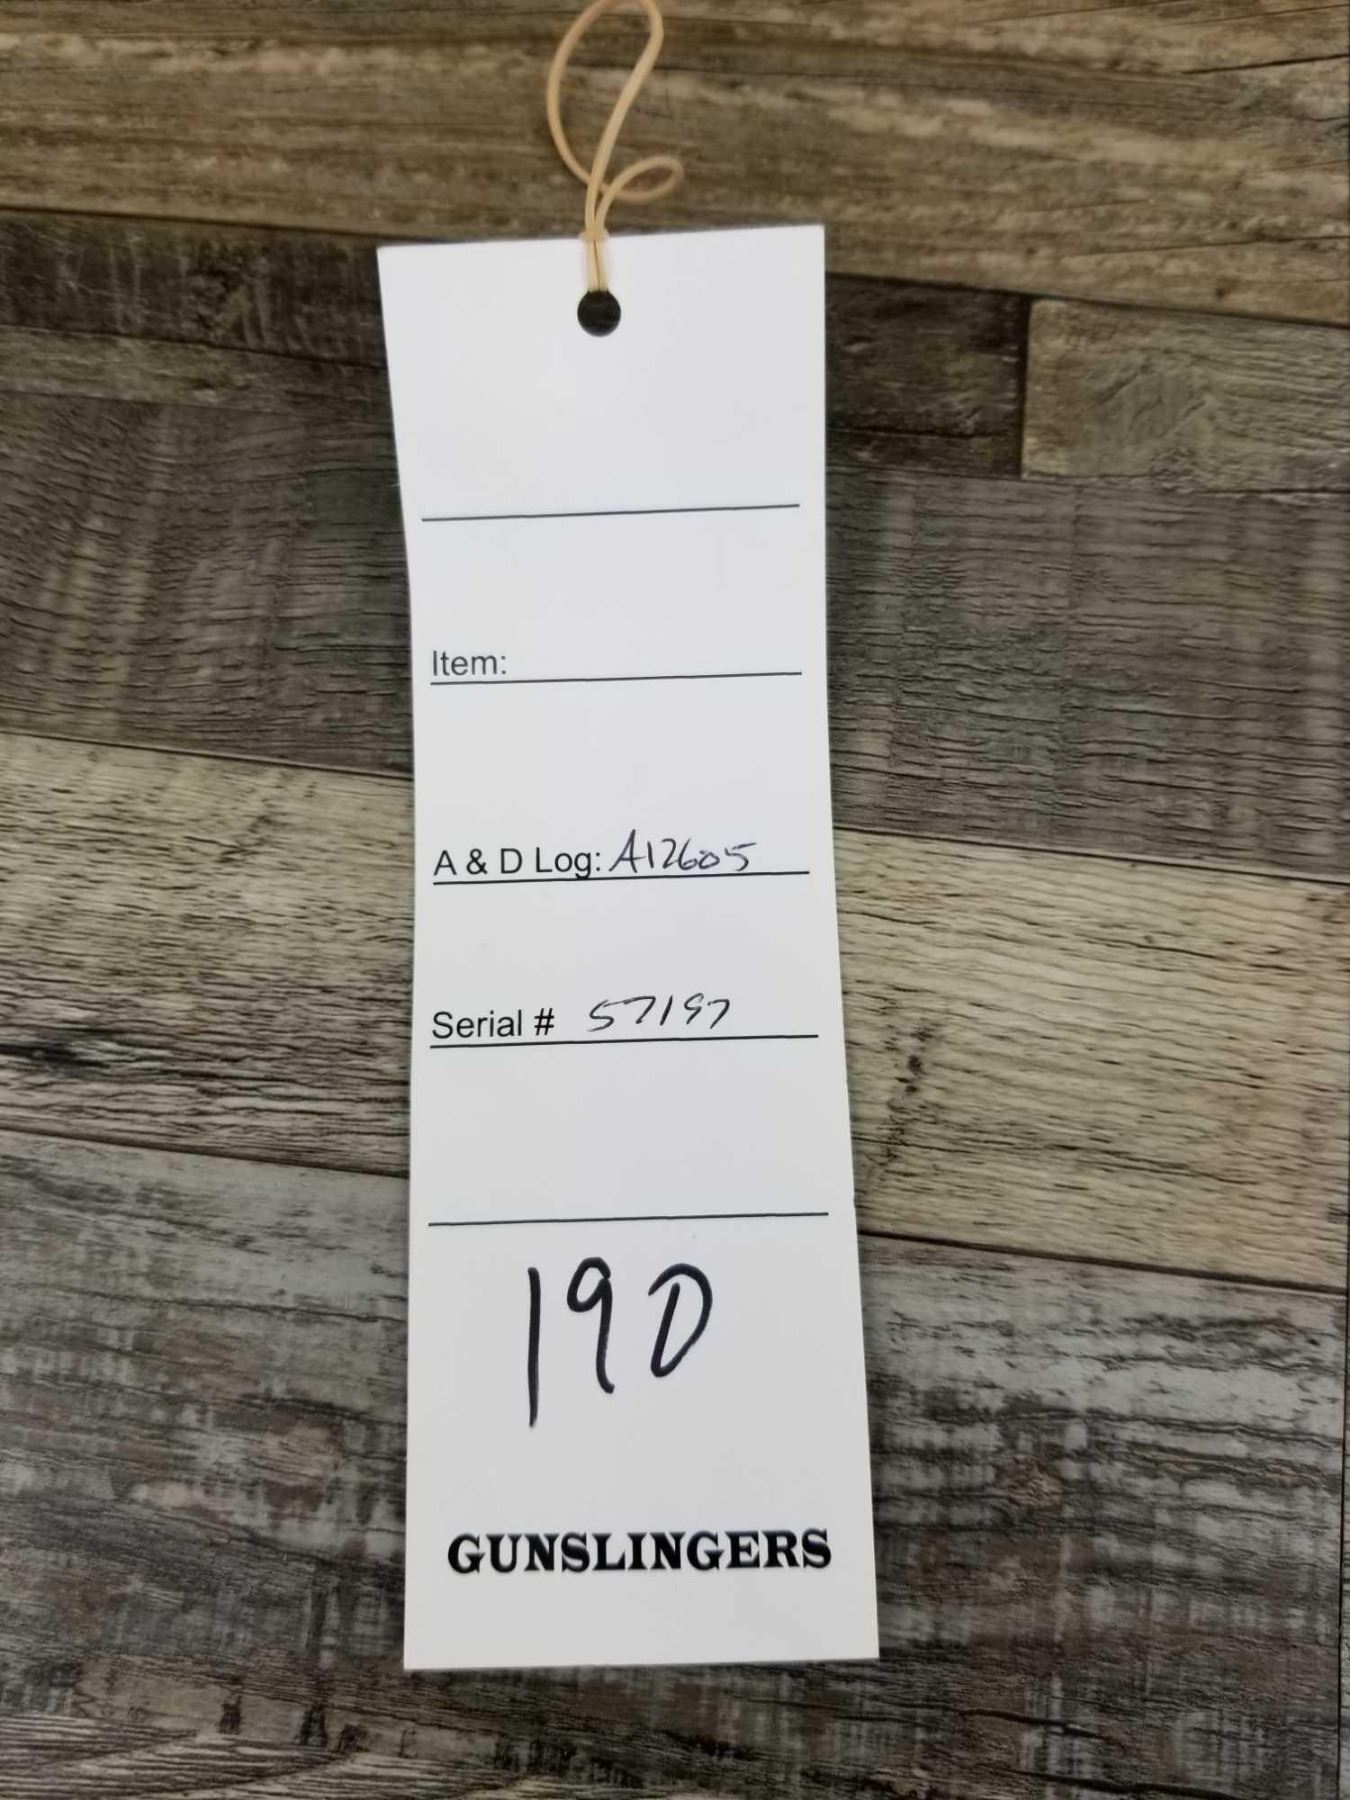 Item:
A & D Log: A12605
Serial # 57197
190
GUNSLINGERS